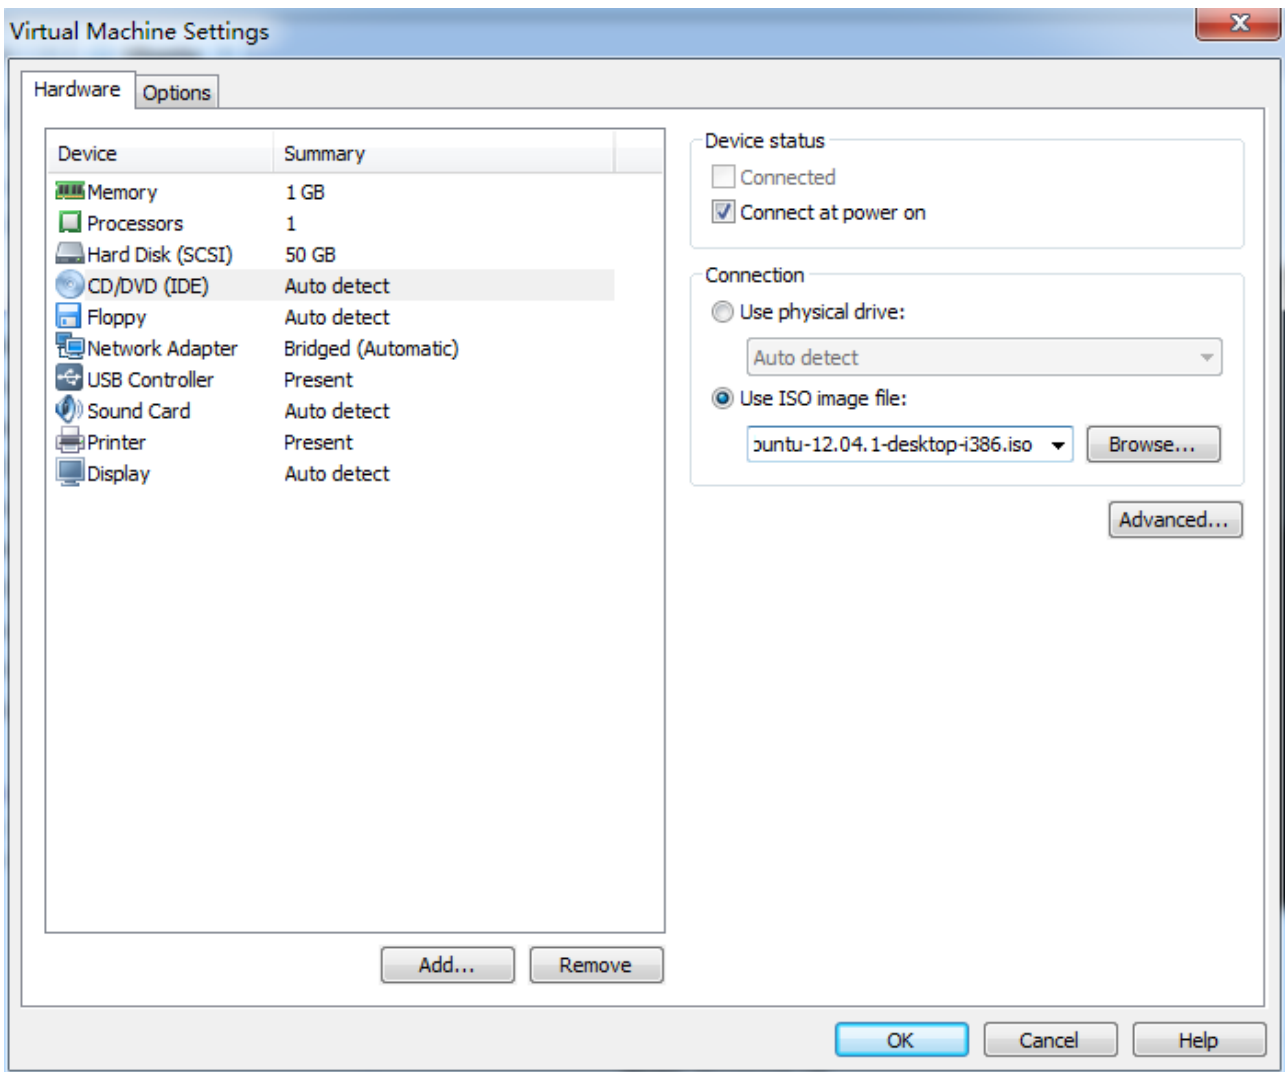 Virtual Machine Settings
Hardware
Options
Device Summary
Memory 1 GB
Processors 1
Hard Disk (SCSI) 50 GB
CD/DVD (IDE) Auto detect
Floppy Auto detect
Network Adapter Bridged (Automatic)
USB Controller Present
Sound Card Auto detect
Printer Present
Display Auto detect
Add...
Remove
Device status
Connected
Connect at power on
Connection
Use physical drive:
Auto detect
Use ISO image file:
untu-12.04.1-desktop-i386.iso
Browse...
Advanced...
OK
Cancel
Help